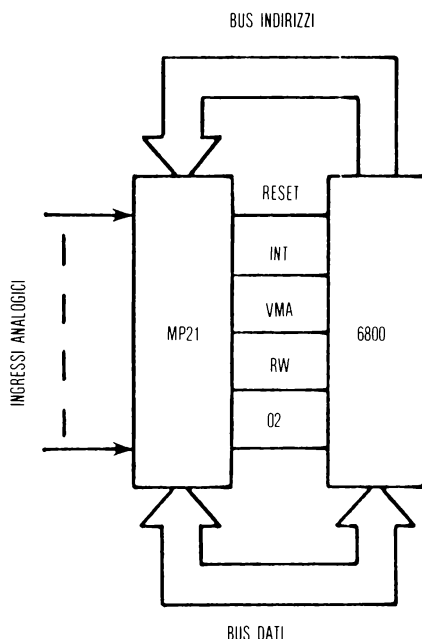 BUS INDIRIZZI
RESET
INT
VMA
RW
02
MP21
6800
INGRESSI ANALOGICI
BUS DATI